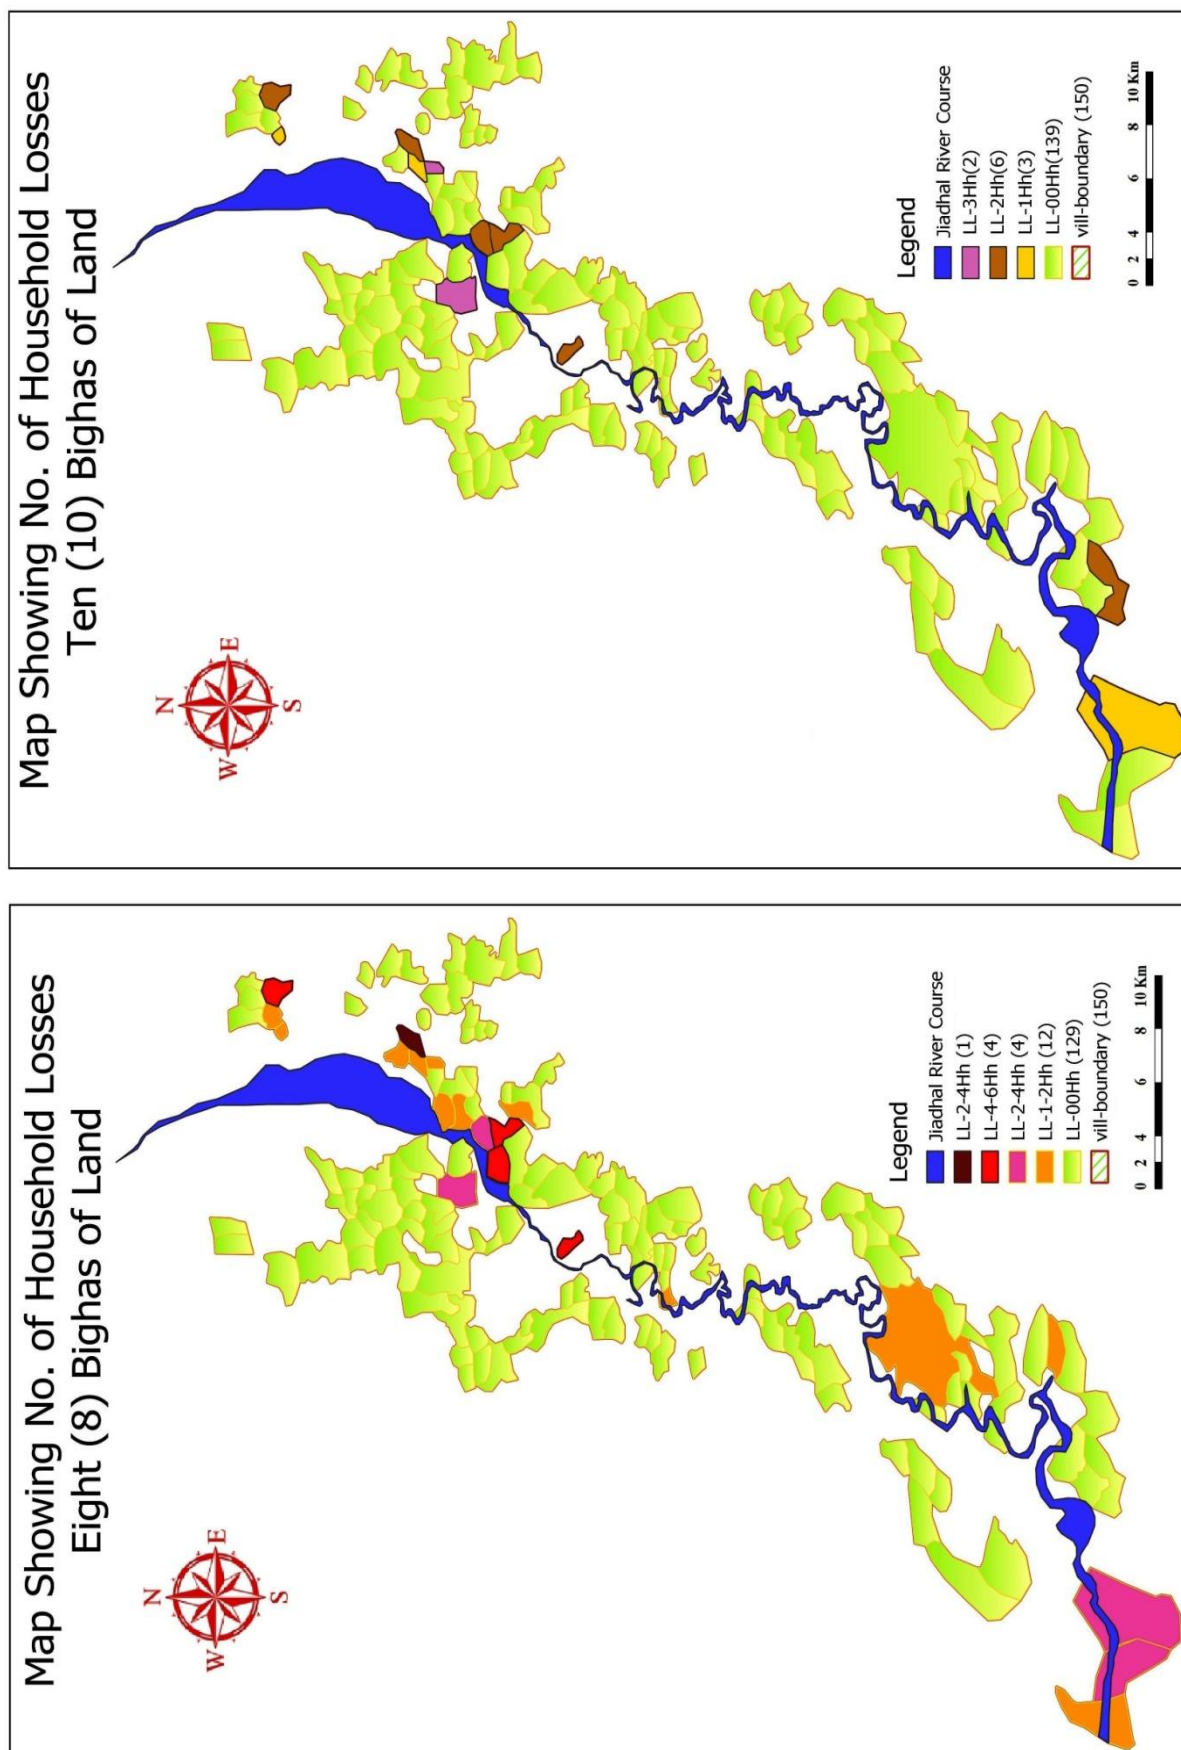 Map Showing No. of Household Losses
Eight (8) Bighas of Land
N
W
E
S
Legend
Jiadhal River Course
LL-2-4Hh (1)
LL-4-6Hh (4)
LL-2-4Hh (4)
LL-1-2Hh (12)
LL-00Hh (129)
vill-boundary (150)
0 2 4 6 8 10 Km
Map Showing No. of Household Losses
Ten (10) Bighas of Land
N
W
E
S
Legend
Jiadhal River Course
LL-3Hh(2)
LL-2Hh(6)
LL-1Hh(3)
LL-00Hh(139)
vill-boundary (150)
0 2 4 6 8 10 Km